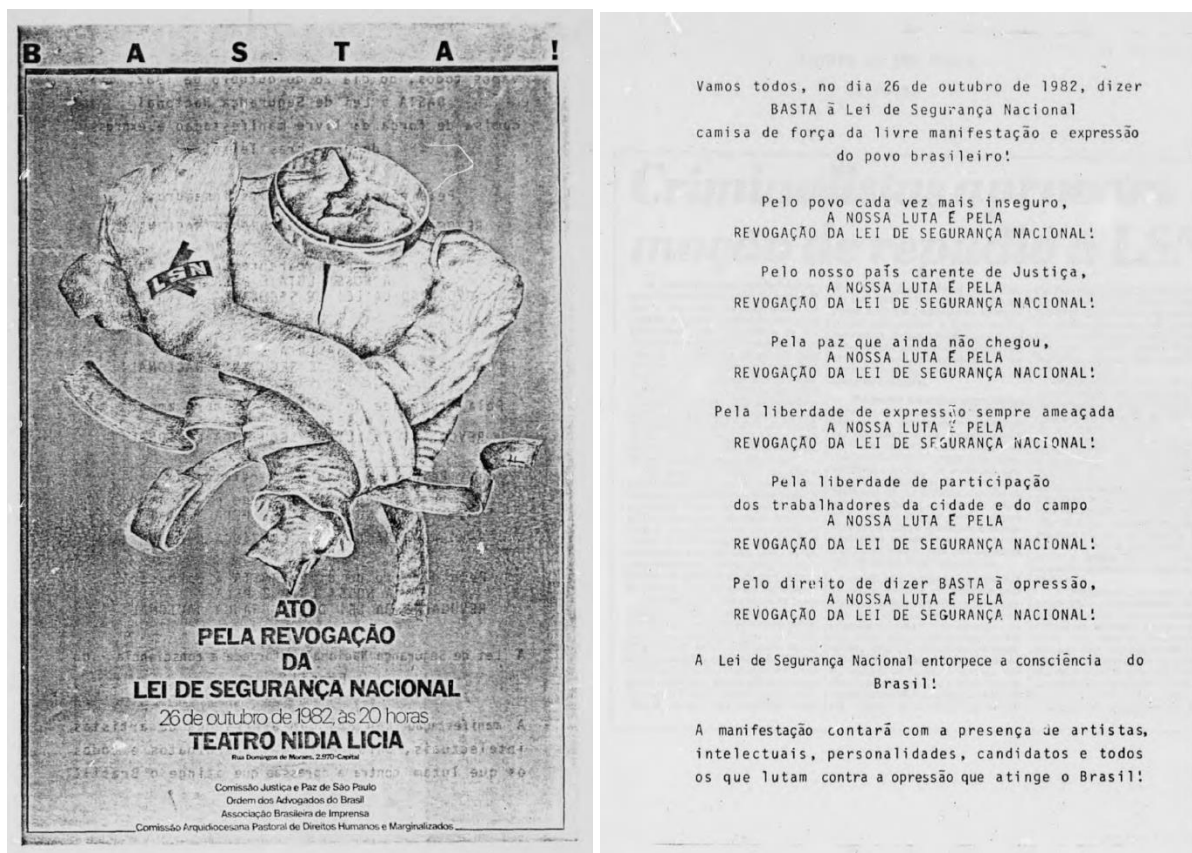 B A S T A !
LSN
ATO
PELA REVOGAÇÃO
DA
LEI DE SEGURANÇA NACIONAL
26 de outubro de 1982, às 20 horas
TEATRO NIDIA LICIA
Rua Domingos de Moraes, 2.970-Capital
Comissão Justiça e Paz de São Paulo
Ordem dos Advogados do Brasil
Associação Brasileira de Imprensa
Comissão Arquidiocesana Pastoral de Direitos Humanos e Marginalizados
Vamos todos, no dia 26 de outubro de 1982, dizer
BASTA à Lei de Segurança Nacional
camisa de força da livre manifestação e expressão
do povo brasileiro!
Pelo povo cada vez mais inseguro,
A NOSSA LUTA É PELA
REVOGAÇÃO DA LEI DE SEGURANÇA NACIONAL!
Pelo nosso país carente de Justiça,
A NOSSA LUTA É PELA
REVOGAÇÃO DA LEI DE SEGURANÇA NACIONAL!
Pela paz que ainda não chegou,
A NOSSA LUTA É PELA
REVOGAÇÃO DA LEI DE SEGURANÇA NACIONAL!
Pela liberdade de expressão sempre ameaçada
A NOSSA LUTA É PELA
REVOGAÇÃO DA LEI DE SEGURANÇA NACIONAL!
Pela liberdade de participação
dos trabalhadores da cidade e do campo
A NOSSA LUTA É PELA
REVOGAÇÃO DA LEI DE SEGURANÇA NACIONAL!
Pelo direito de dizer BASTA à opressão,
A NOSSA LUTA É PELA
REVOGAÇÃO DA LEI DE SEGURANÇA NACIONAL!
A Lei de Segurança Nacional entorpece a consciência do
Brasil!
A manifestação contará com a presença de artistas,
intelectuais, personalidades, candidatos e todos
os que lutam contra a opressão que atinge o Brasil!